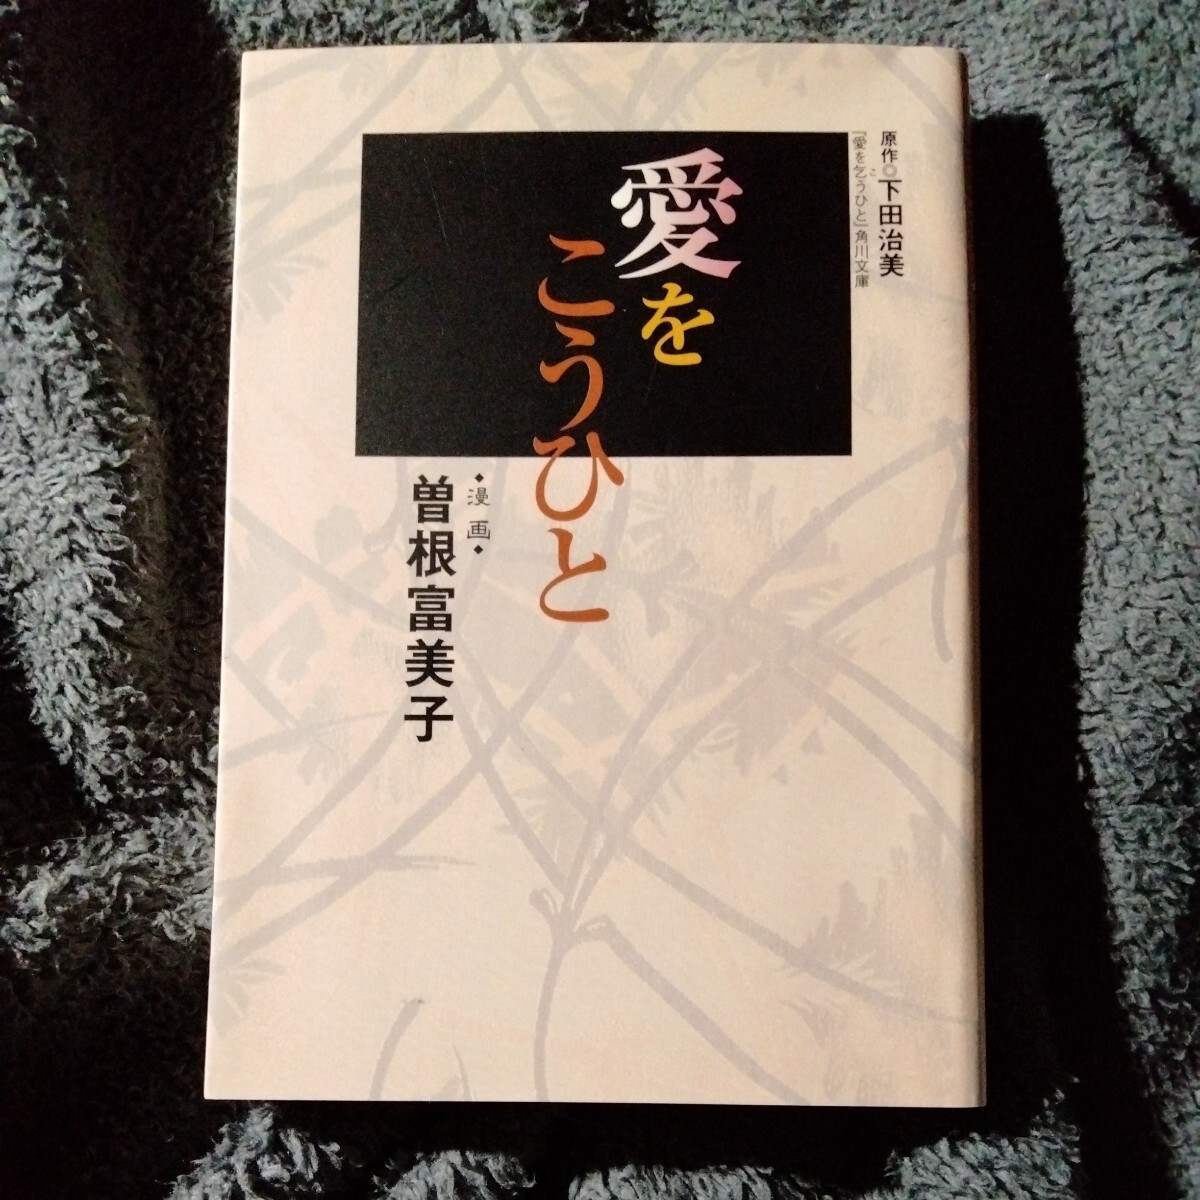 原作◎下田治美
『愛を乞うひと』角川文庫
こ
愛を
こうひと
◆漫画◆
曽根富美子